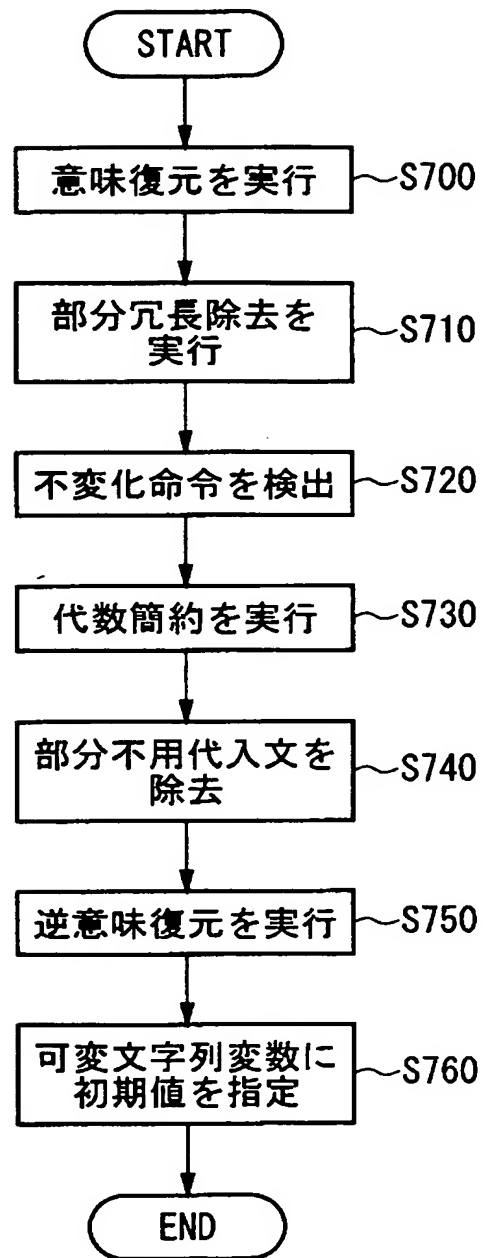 START
意味復元を実行
S700
部分冗長除去を
実行
S710
不変化命令を検出
S720
代数簡約を実行
S730
部分不用代入文を
除去
S740
逆意味復元を実行
S750
可変文字列変数に
初期値を指定
S760
END